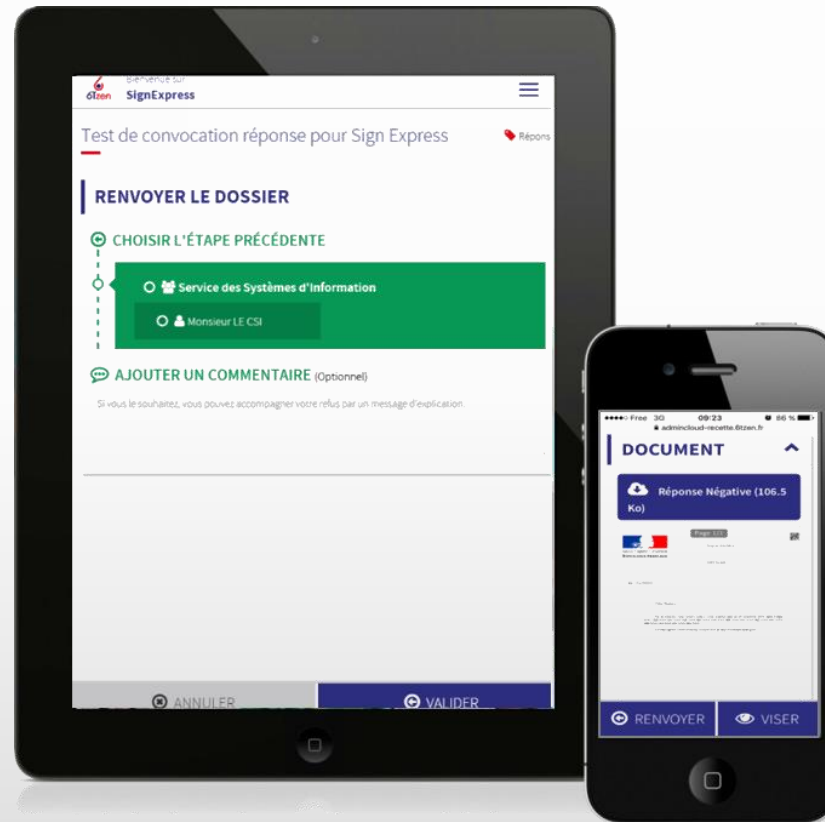 6Tzen
Bienvenue sur
SignExpress
Test de convocation réponse pour Sign Express
Répons
RENVOYER LE DOSSIER
CHOISIR L'ÉTAPE PRÉCÉDENTE
Service des Systèmes d'Information
Monsieur LE CSI
AJOUTER UN COMMENTAIRE (Optionnel)
Si vous le souhaitez, vous pouvez accompagner votre refus par un message d'explication.
ANNULER
VALIDER
Free 3G 09:23 86 %
admincloud-recette.6tzen.fr
DOCUMENT
Réponse Négative (106.5
Ko)
Page 1/1
RENVOYER
VISER